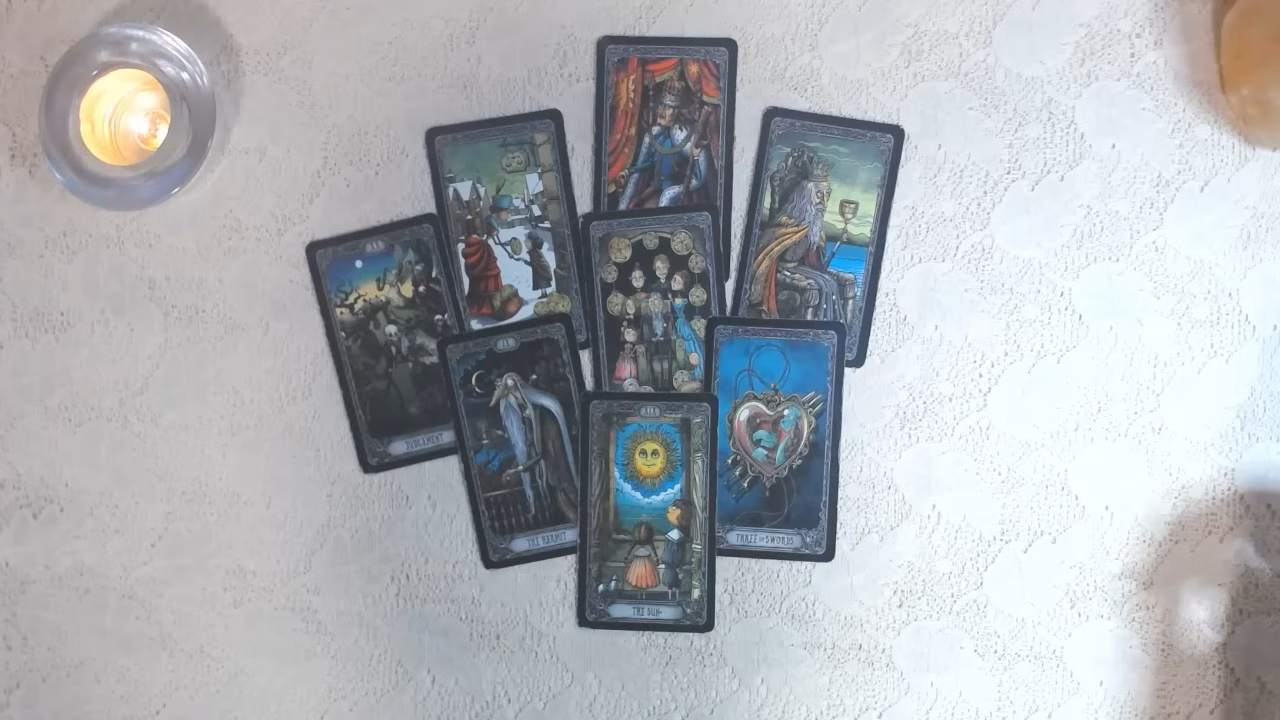 JUDGEMENT
THE HERMIT
THREE OF SWORDS
THE SUN